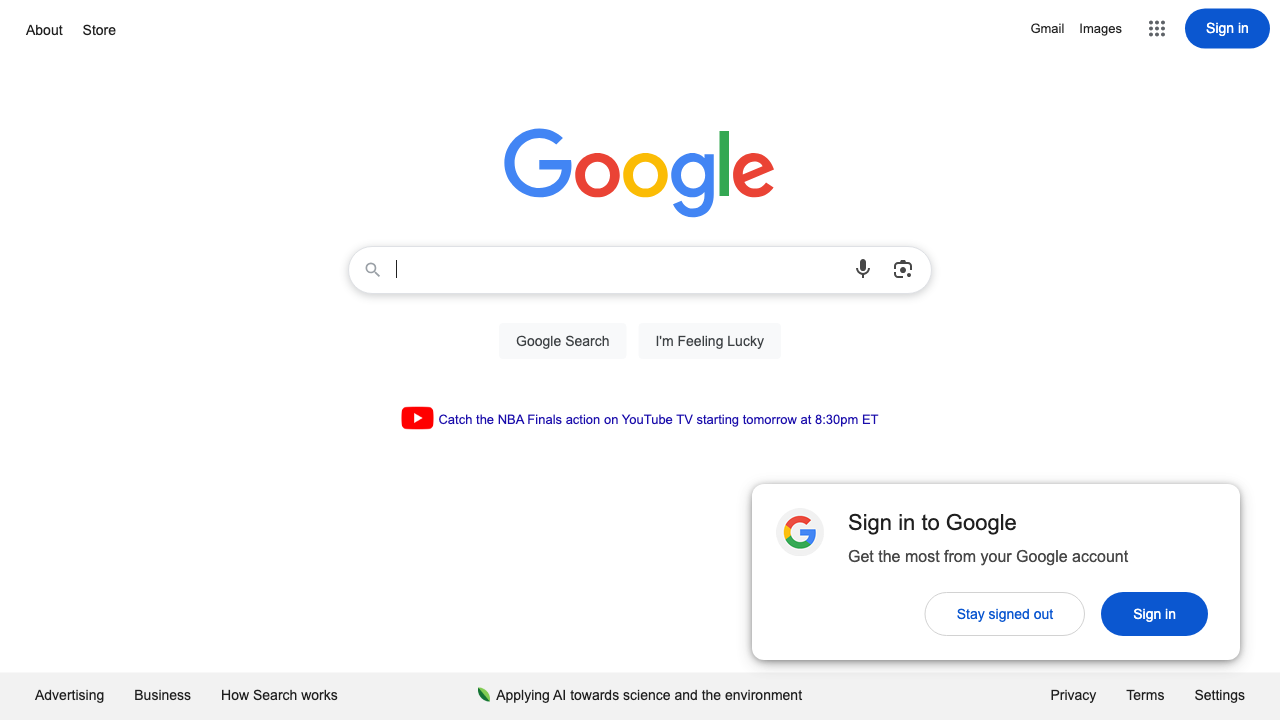 About Store
Gmail Images Sign in
Google
Google Search I'm Feeling Lucky
Catch the NBA Finals action on YouTube TV starting tomorrow at 8:30pm ET
Sign in to Google
Get the most from your Google account
Stay signed out Sign in
Advertising Business How Search works
Applying AI towards science and the environment
Privacy Terms Settings